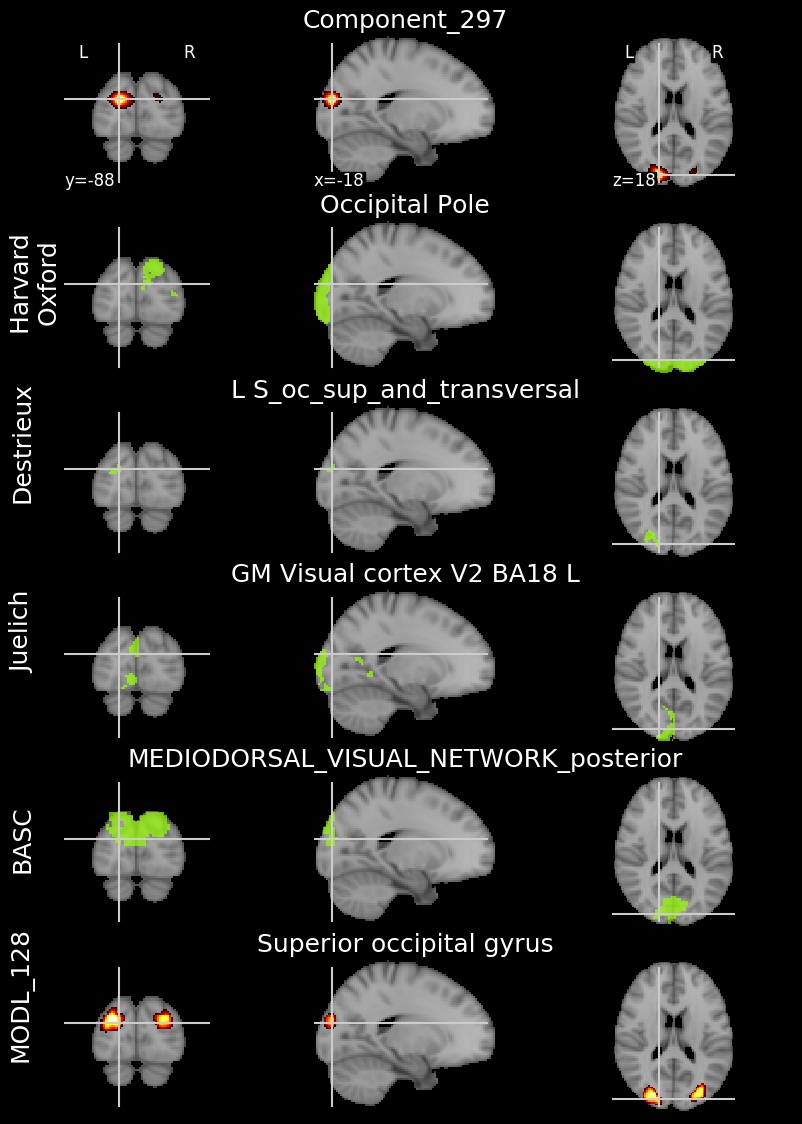 Component_297
L R L R
y=-88 x=-18 z=18
Occipital Pole
Harvard
Oxford
L S_oc_sup_and_transversal
Destrieux
GM Visual cortex V2 BA18 L
Juelich
MEDIODORSAL_VISUAL_NETWORK_posterior
BASC
Superior occipital gyrus
MODL_128